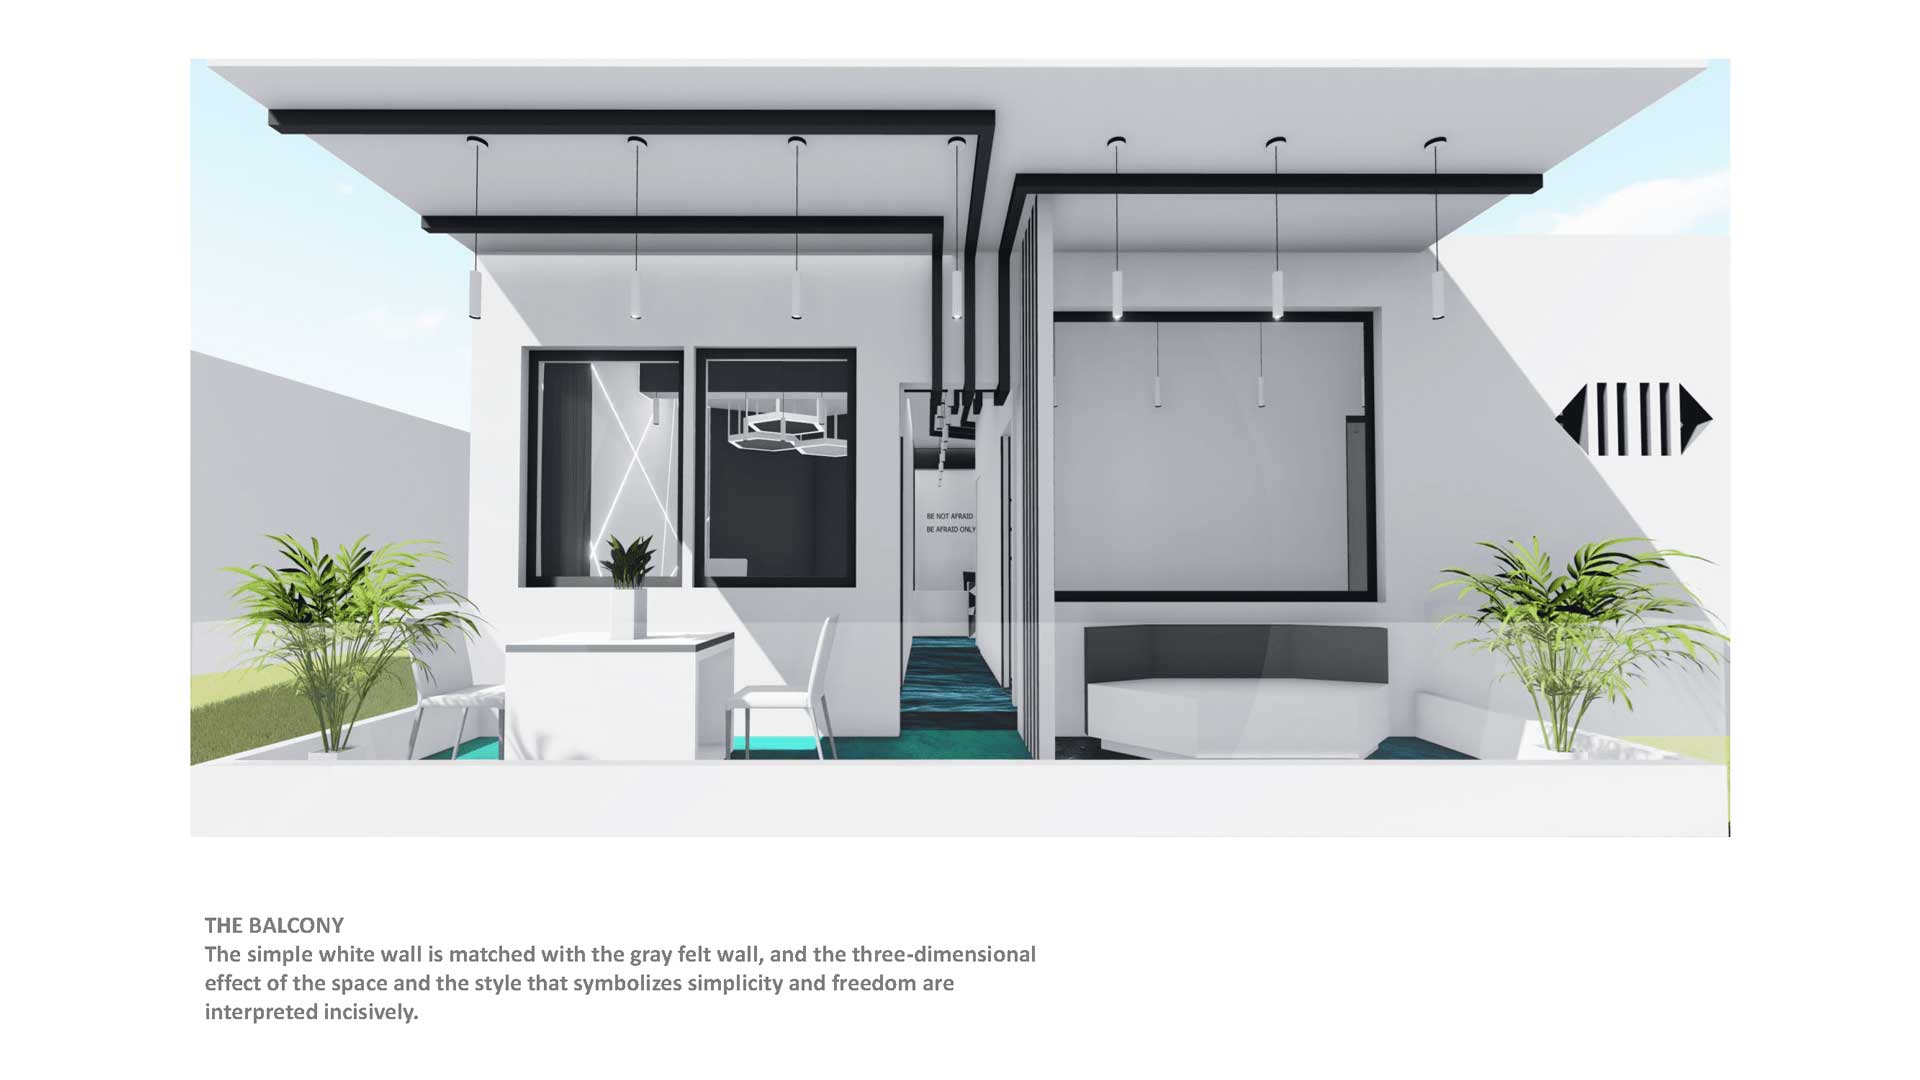 BE NOT AFRAID
BE AFRAID ONLY
THE BALCONY
The simple white wall is matched with the gray felt wall, and the three-dimensional
effect of the space and the style that symbolizes simplicity and freedom are
interpreted incisively.